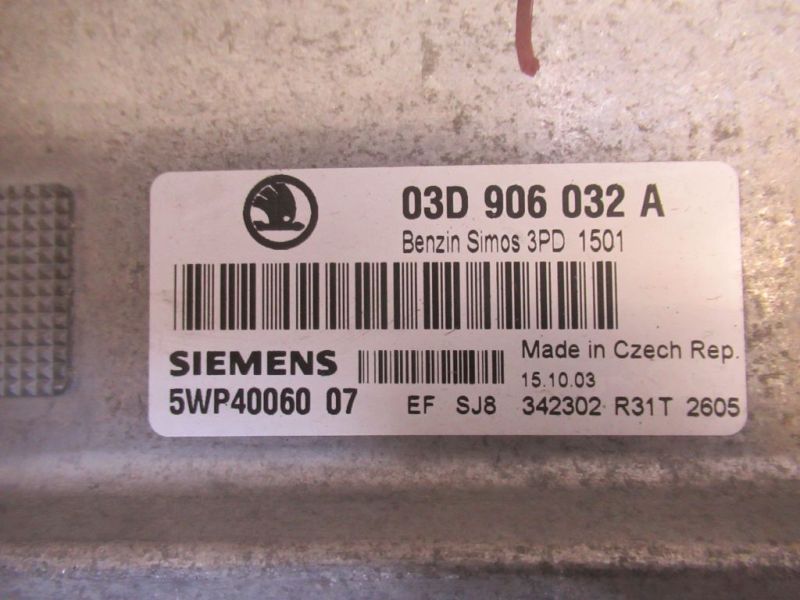 03D 906 032 A
Benzin Simos 3PD 1501
SIEMENS
Made in Czech Rep.
15.10.03
5WP40060 07 EF SJ8 342302 R31T 2605